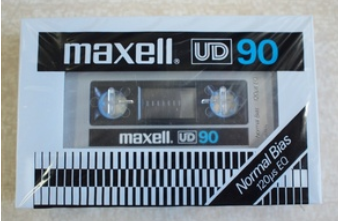 maxell. UD 90
maxell. UD 90
Normal Bias
120µs EQ